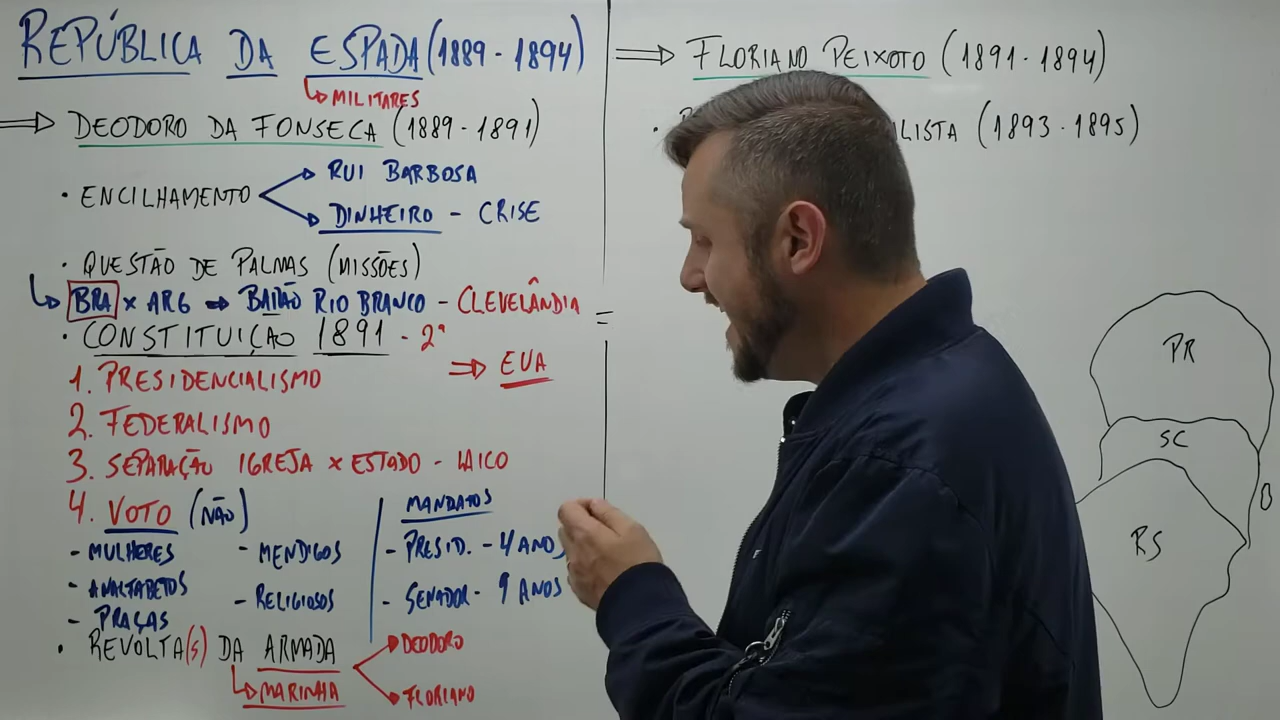 REPÚBLICA DA ESPADA (1889 - 1894)
MILITARES
DEODORO DA FONSECA (1889 - 1891)
• ENCILHAMENTO
RUI BARBOSA
DINHEIRO - CRISE
• QUESTÃO DE PALMAS (MISSÕES)
BRA x ARG → BARÃO RIO BRANCO - CLEVELÂNDIA
• CONSTITUIÇÃO 1891 - 2ª
⇒ EUA
1. PRESIDENCIALISMO
2. FEDERALISMO
3. SEPARAÇÃO IGREJA x ESTADO - LAICO
4. VOTO (NÃO)
- MULHERES
- ANALFABETOS
- PRAÇAS
- MENDIGOS
- RELIGIOSOS
MANDATOS
- PRESID. - 4 ANOS
- SENADOR - 9 ANOS
• REVOLTA(S) DA ARMADA
MARINHA
DEODORO
FLORIANO
⇒ FLORIANO PEIXOTO (1891 - 1894)
• LISTA (1893 - 1895)
PR
SC
RS